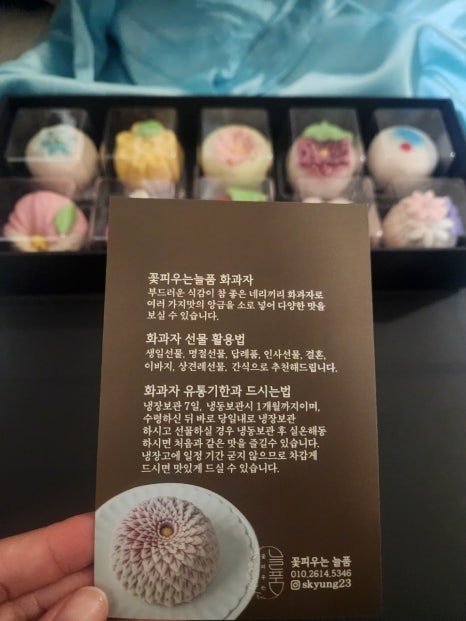 꽃피우는늘품 화과자
부드러운 식감이 참 좋은 네리끼리 화과자로
여러 가지맛의 앙금을 소로 넣어 다양한 맛을
보실 수 있습니다.
화과자 선물 활용법
생일선물, 명절선물, 답례품, 인사선물, 결혼,
이바지, 상견례선물, 간식으로 추천해드립니다.
화과자 유통기한과 드시는법
냉장보관 7일, 냉동보관시 1개월까지이며,
수령하신 뒤 바로 당일내로 냉장보관
하시고 선물하실 경우 냉동보관 후 실온해동
하시면 처음과 같은 맛을 즐길수 있습니다.
냉장고에 일정 기간 굳지 않으므로 차갑게
드시면 맛있게 드실 수 있습니다.
늘품
꽃피우는 늘품
010.2614.5346
skyung23